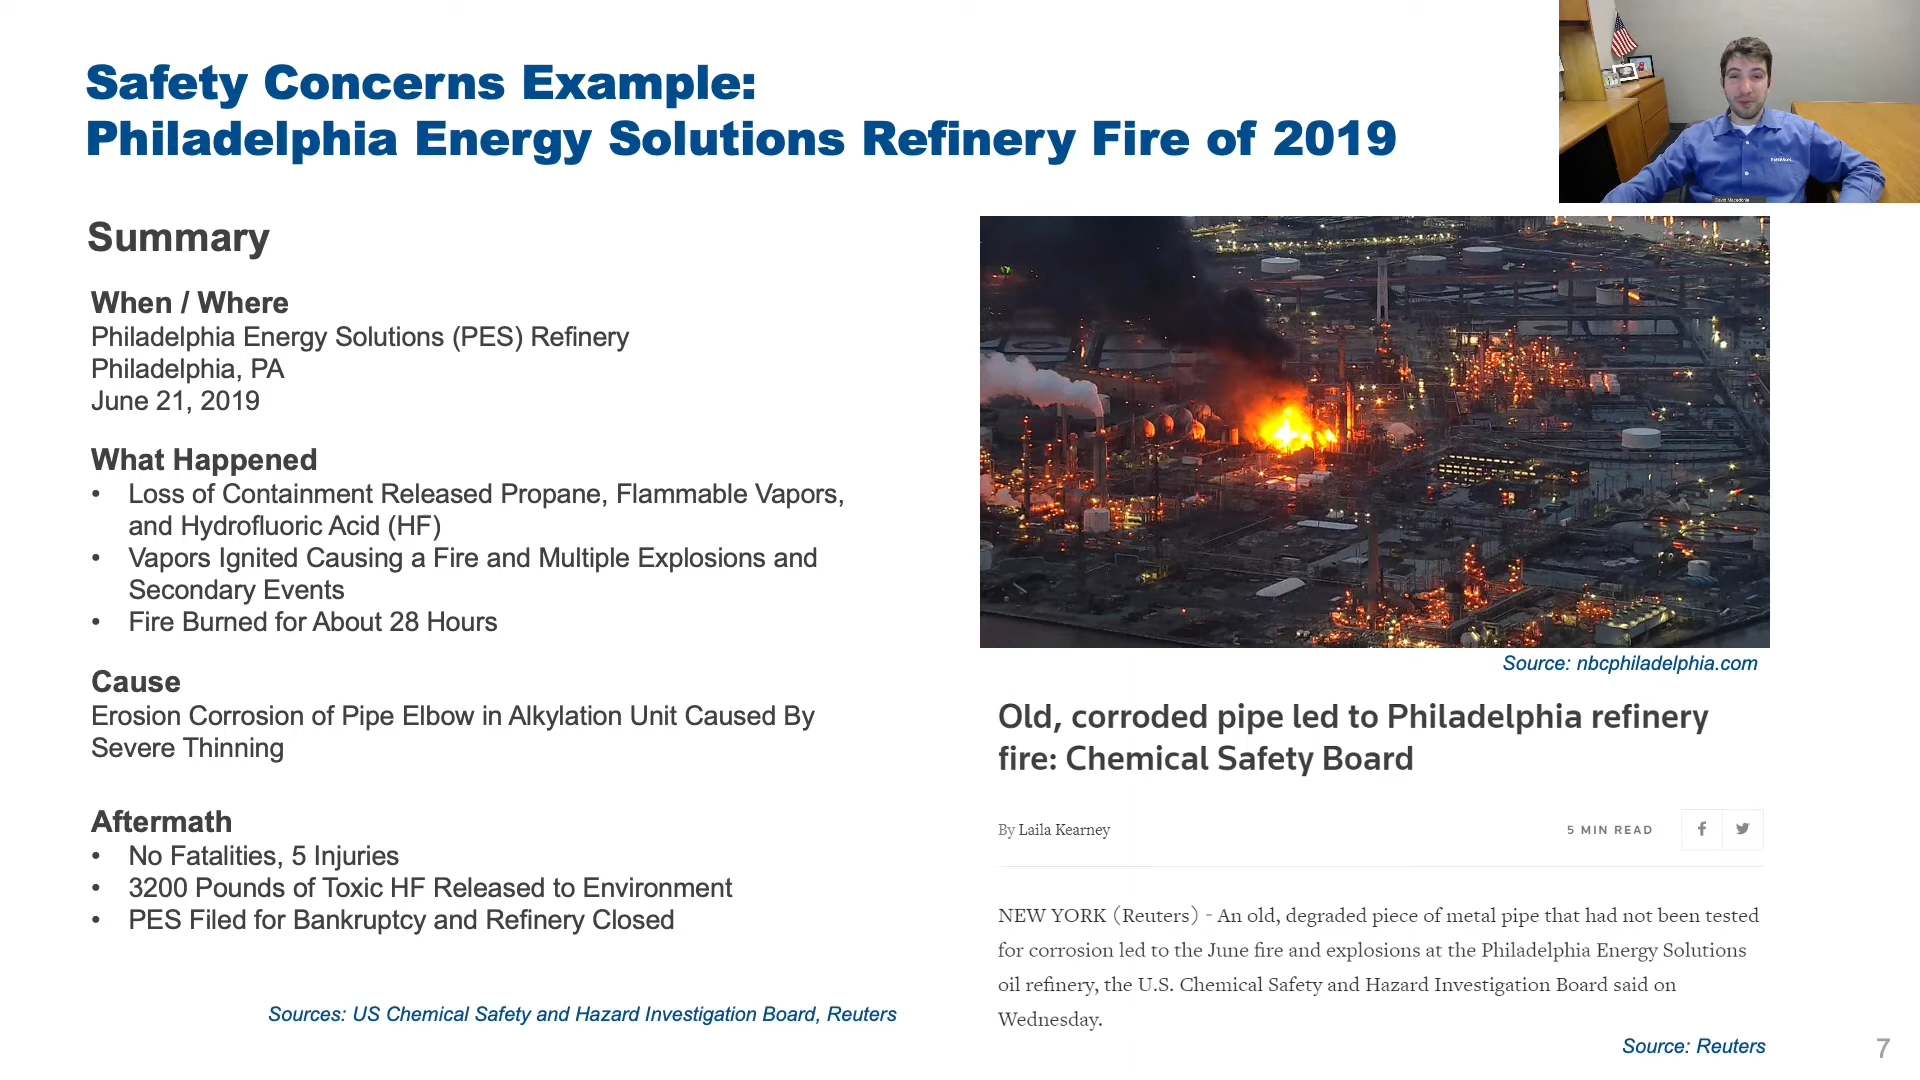 Safety Concerns Example:
Philadelphia Energy Solutions Refinery Fire of 2019
David Macedonia
Summary
When / Where
Philadelphia Energy Solutions (PES) Refinery
Philadelphia, PA
June 21, 2019
What Happened
• Loss of Containment Released Propane, Flammable Vapors,
and Hydrofluoric Acid (HF)
• Vapors Ignited Causing a Fire and Multiple Explosions and
Secondary Events
• Fire Burned for About 28 Hours
Cause
Erosion Corrosion of Pipe Elbow in Alkylation Unit Caused By
Severe Thinning
Aftermath
• No Fatalities, 5 Injuries
• 3200 Pounds of Toxic HF Released to Environment
• PES Filed for Bankruptcy and Refinery Closed
Sources: US Chemical Safety and Hazard Investigation Board, Reuters
Source: nbcphiladelphia.com
Old, corroded pipe led to Philadelphia refinery
fire: Chemical Safety Board
By Laila Kearney
5 MIN READ
NEW YORK (Reuters) - An old, degraded piece of metal pipe that had not been tested
for corrosion led to the June fire and explosions at the Philadelphia Energy Solutions
oil refinery, the U.S. Chemical Safety and Hazard Investigation Board said on
Wednesday.
Source: Reuters
7